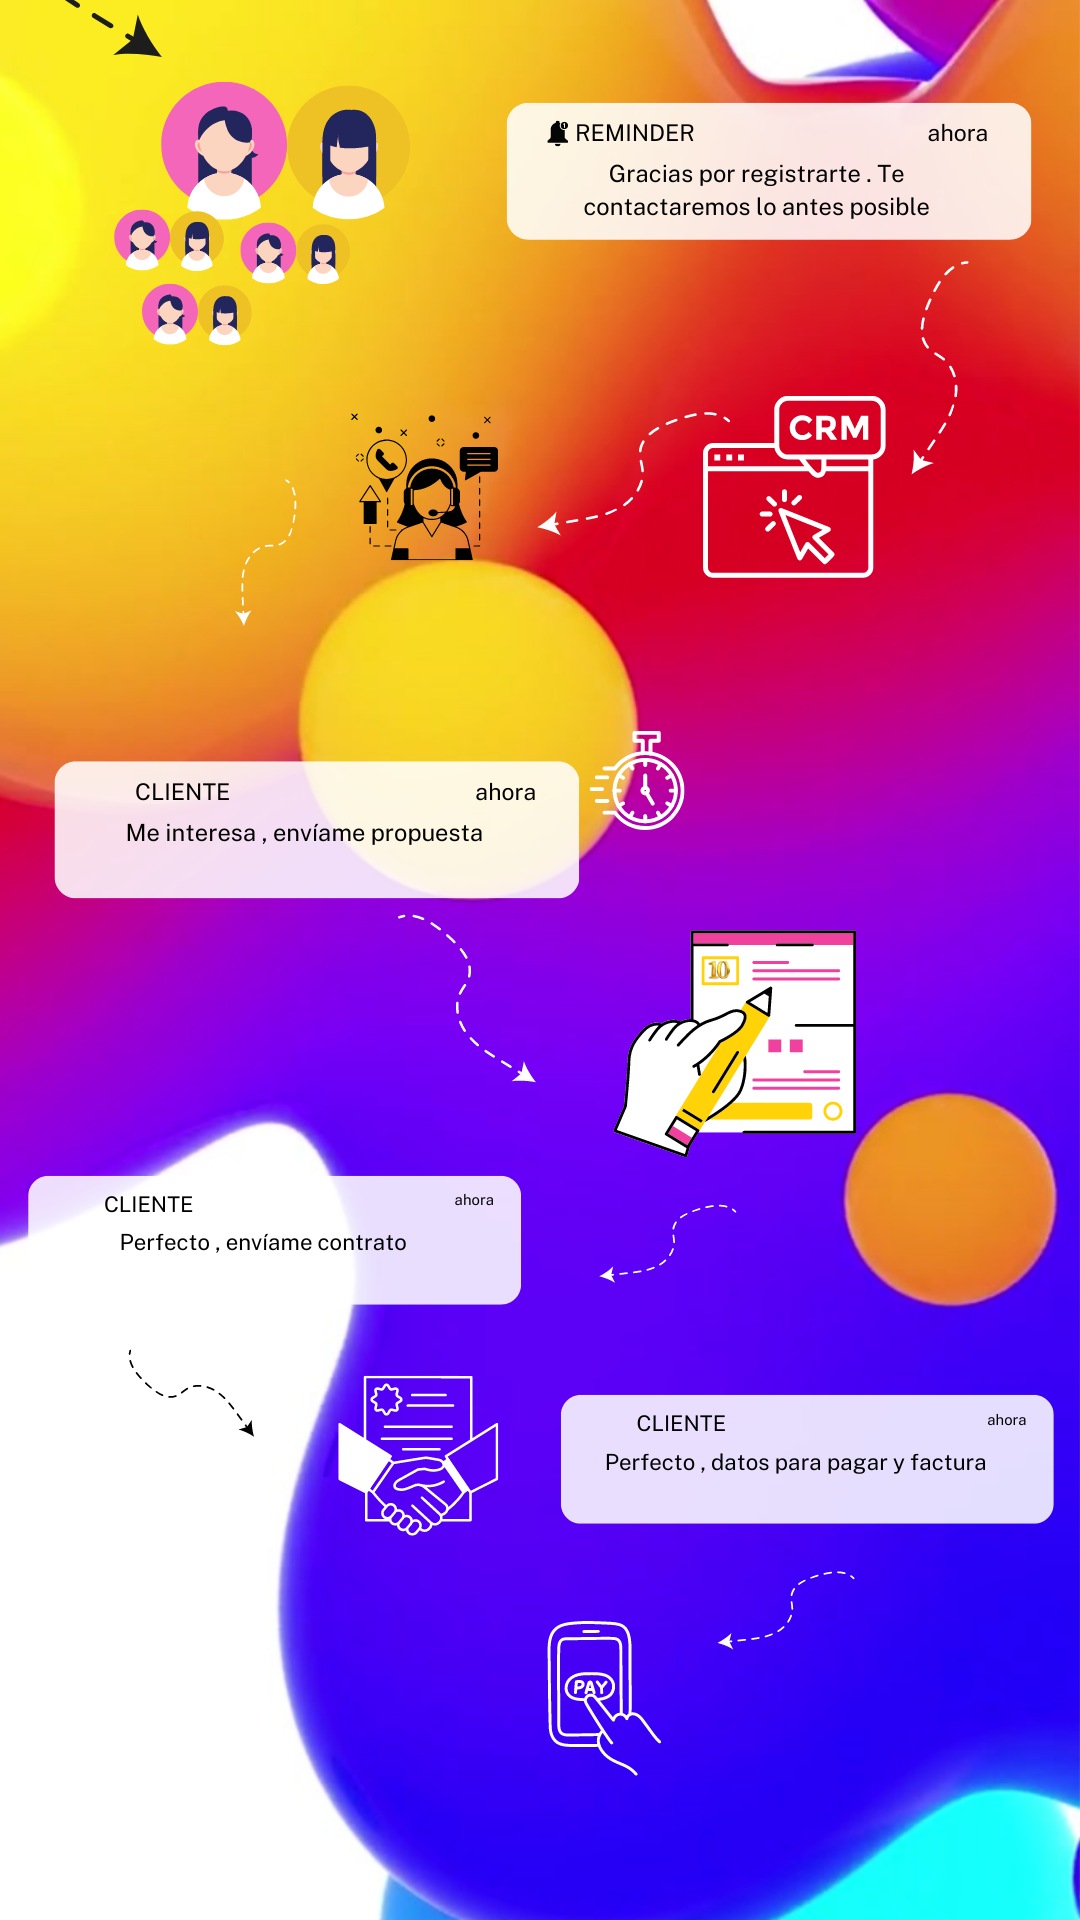 REMINDER ahora
Gracias por registrarte . Te
contactaremos lo antes posible
CRM
CLIENTE ahora
Me interesa , envíame propuesta
10
CLIENTE ahora
Perfecto , envíame contrato
CLIENTE ahora
Perfecto , datos para pagar y factura
PAY